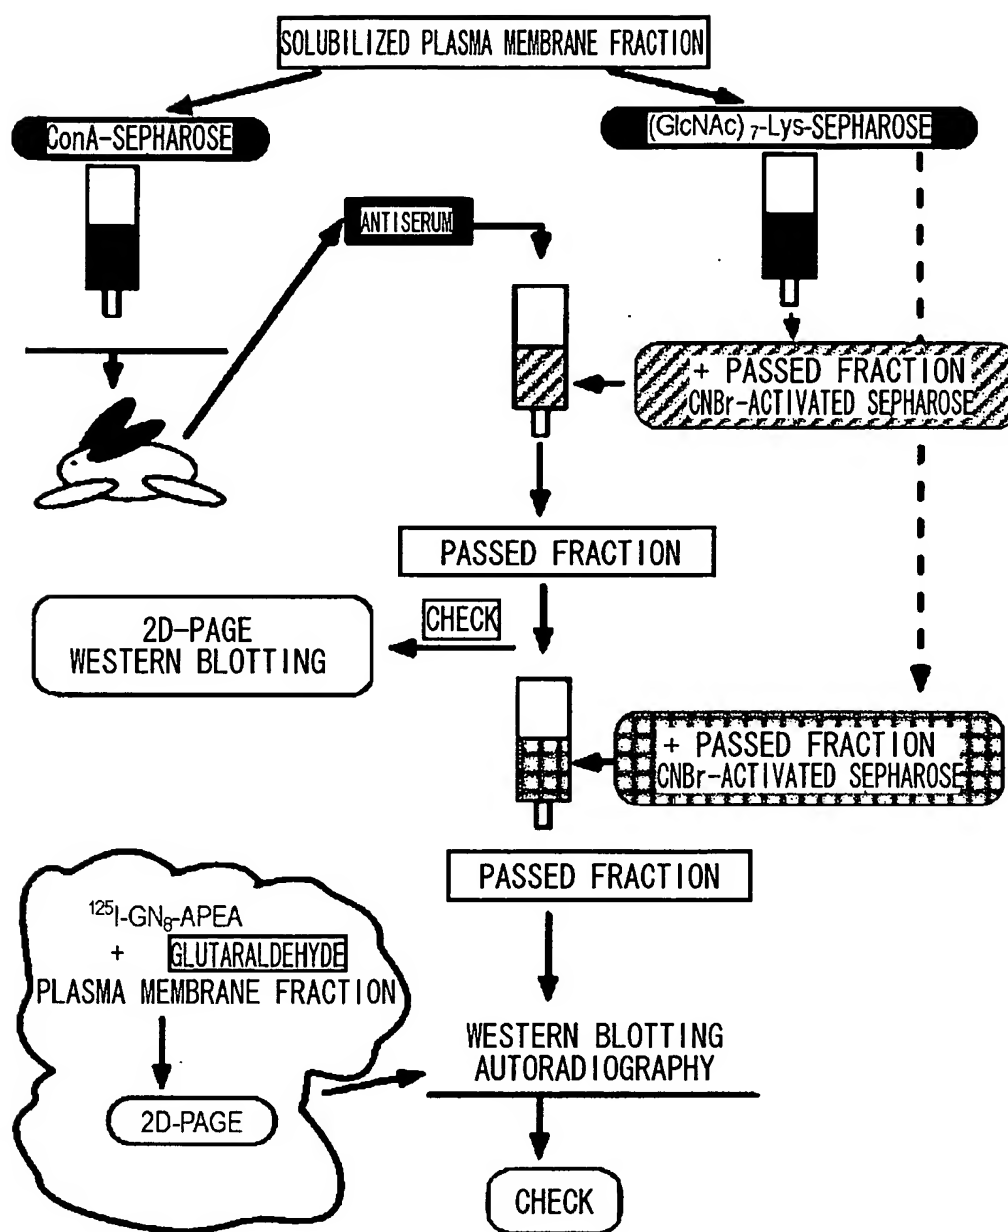 SOLUBILIZED PLASMA MEMBRANE FRACTION
ConA-SEPHAROSE
(GlcNAc)₇-Lys-SEPHAROSE
ANTISERUM
+ PASSED FRACTION
CNBr-ACTIVATED SEPHAROSE
PASSED FRACTION
CHECK
2D-PAGE
WESTERN BLOTTING
+ PASSED FRACTION
CNBr-ACTIVATED SEPHAROSE
PASSED FRACTION
¹²⁵I-GN₈-APEA
+ GLUTARALDEHYDE
PLASMA MEMBRANE FRACTION
2D-PAGE
WESTERN BLOTTING
AUTORADIOGRAPHY
CHECK